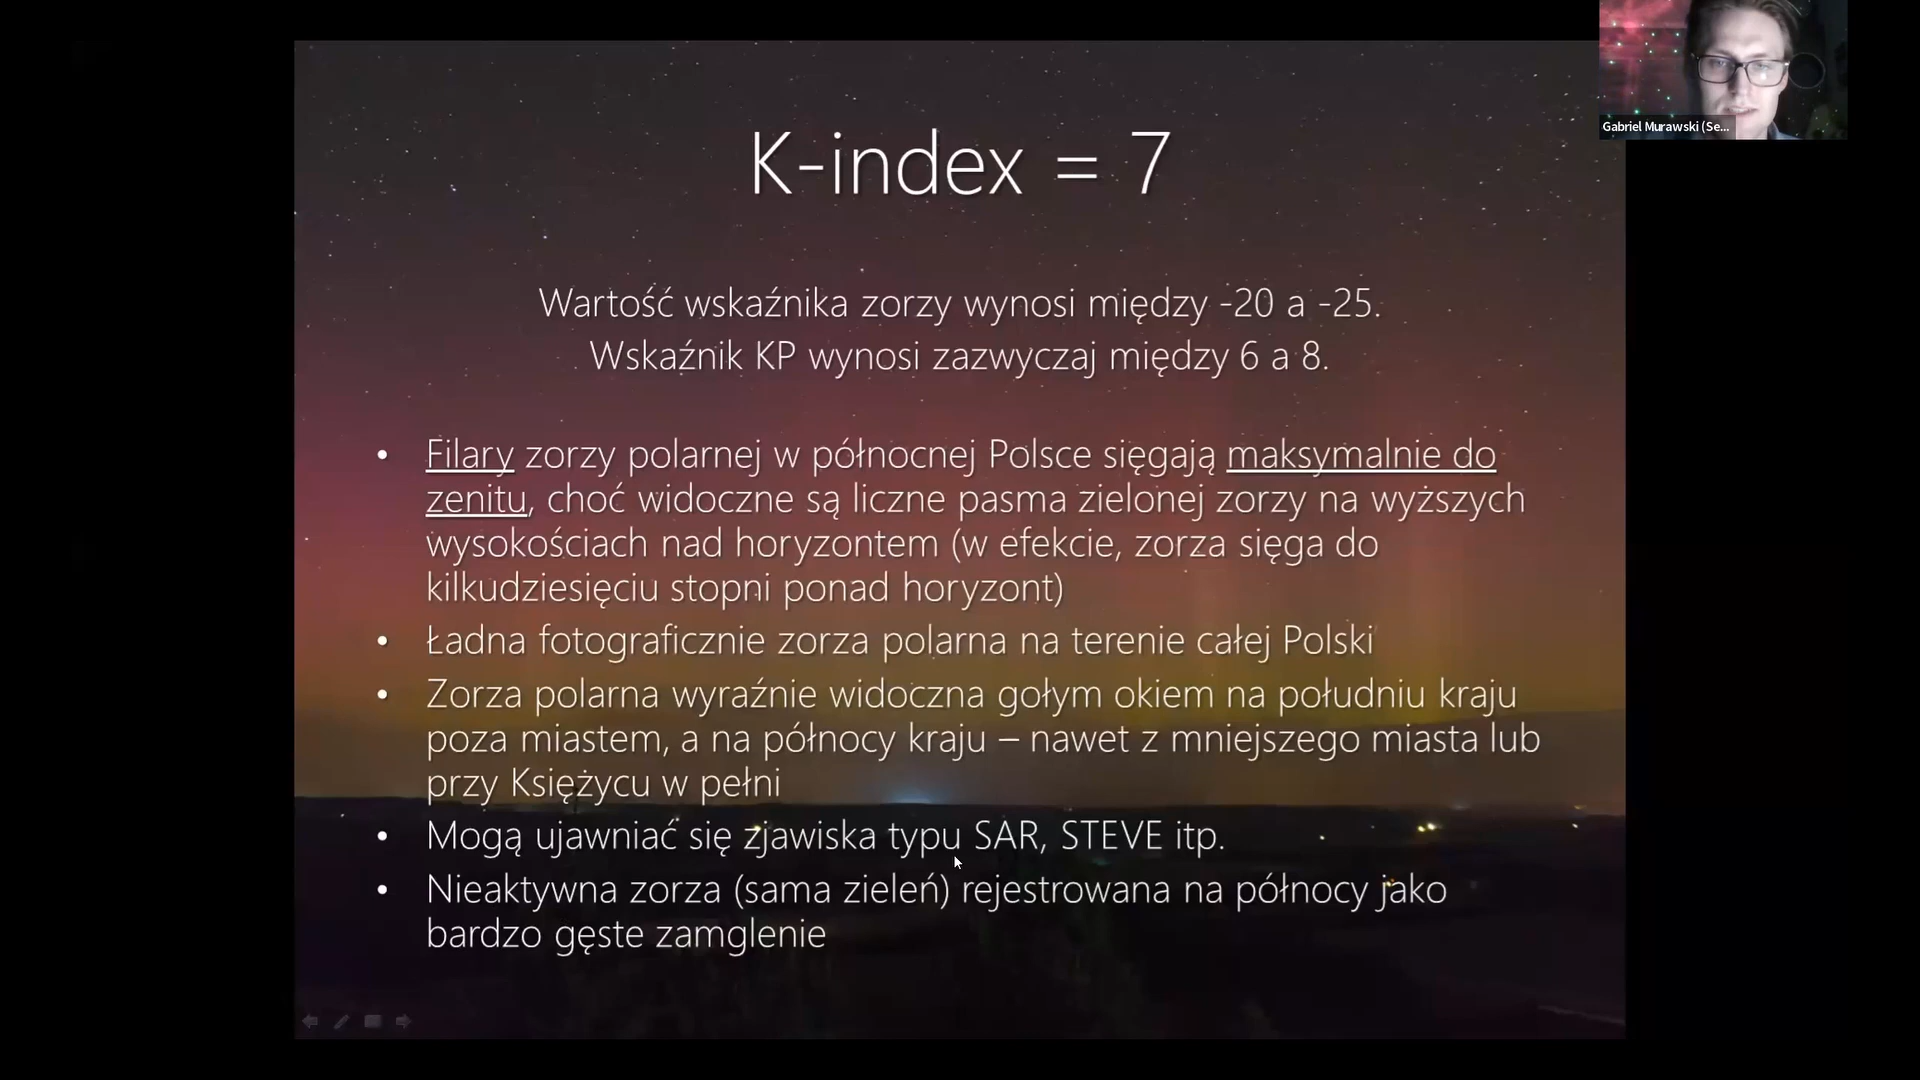 Gabriel Murawski (Se...
K-index = 7
Wartość wskaźnika zorzy wynosi między -20 a -25.
Wskaźnik KP wynosi zazwyczaj między 6 a 8.
• Filary zorzy polarnej w północnej Polsce sięgają maksymalnie do
zenitu, choć widoczne są liczne pasma zielonej zorzy na wyższych
wysokościach nad horyzontem (w efekcie, zorza sięga do
kilkudziesięciu stopni ponad horyzont)
• Ładna fotograficznie zorza polarna na terenie całej Polski
• Zorza polarna wyraźnie widoczna gołym okiem na południu kraju
poza miastem, a na północy kraju – nawet z mniejszego miasta lub
przy Księżycu w pełni
• Mogą ujawniać się zjawiska typu SAR, STEVE itp.
• Nieaktywna zorza (sama zieleń) rejestrowana na północy jako
bardzo gęste zamglenie